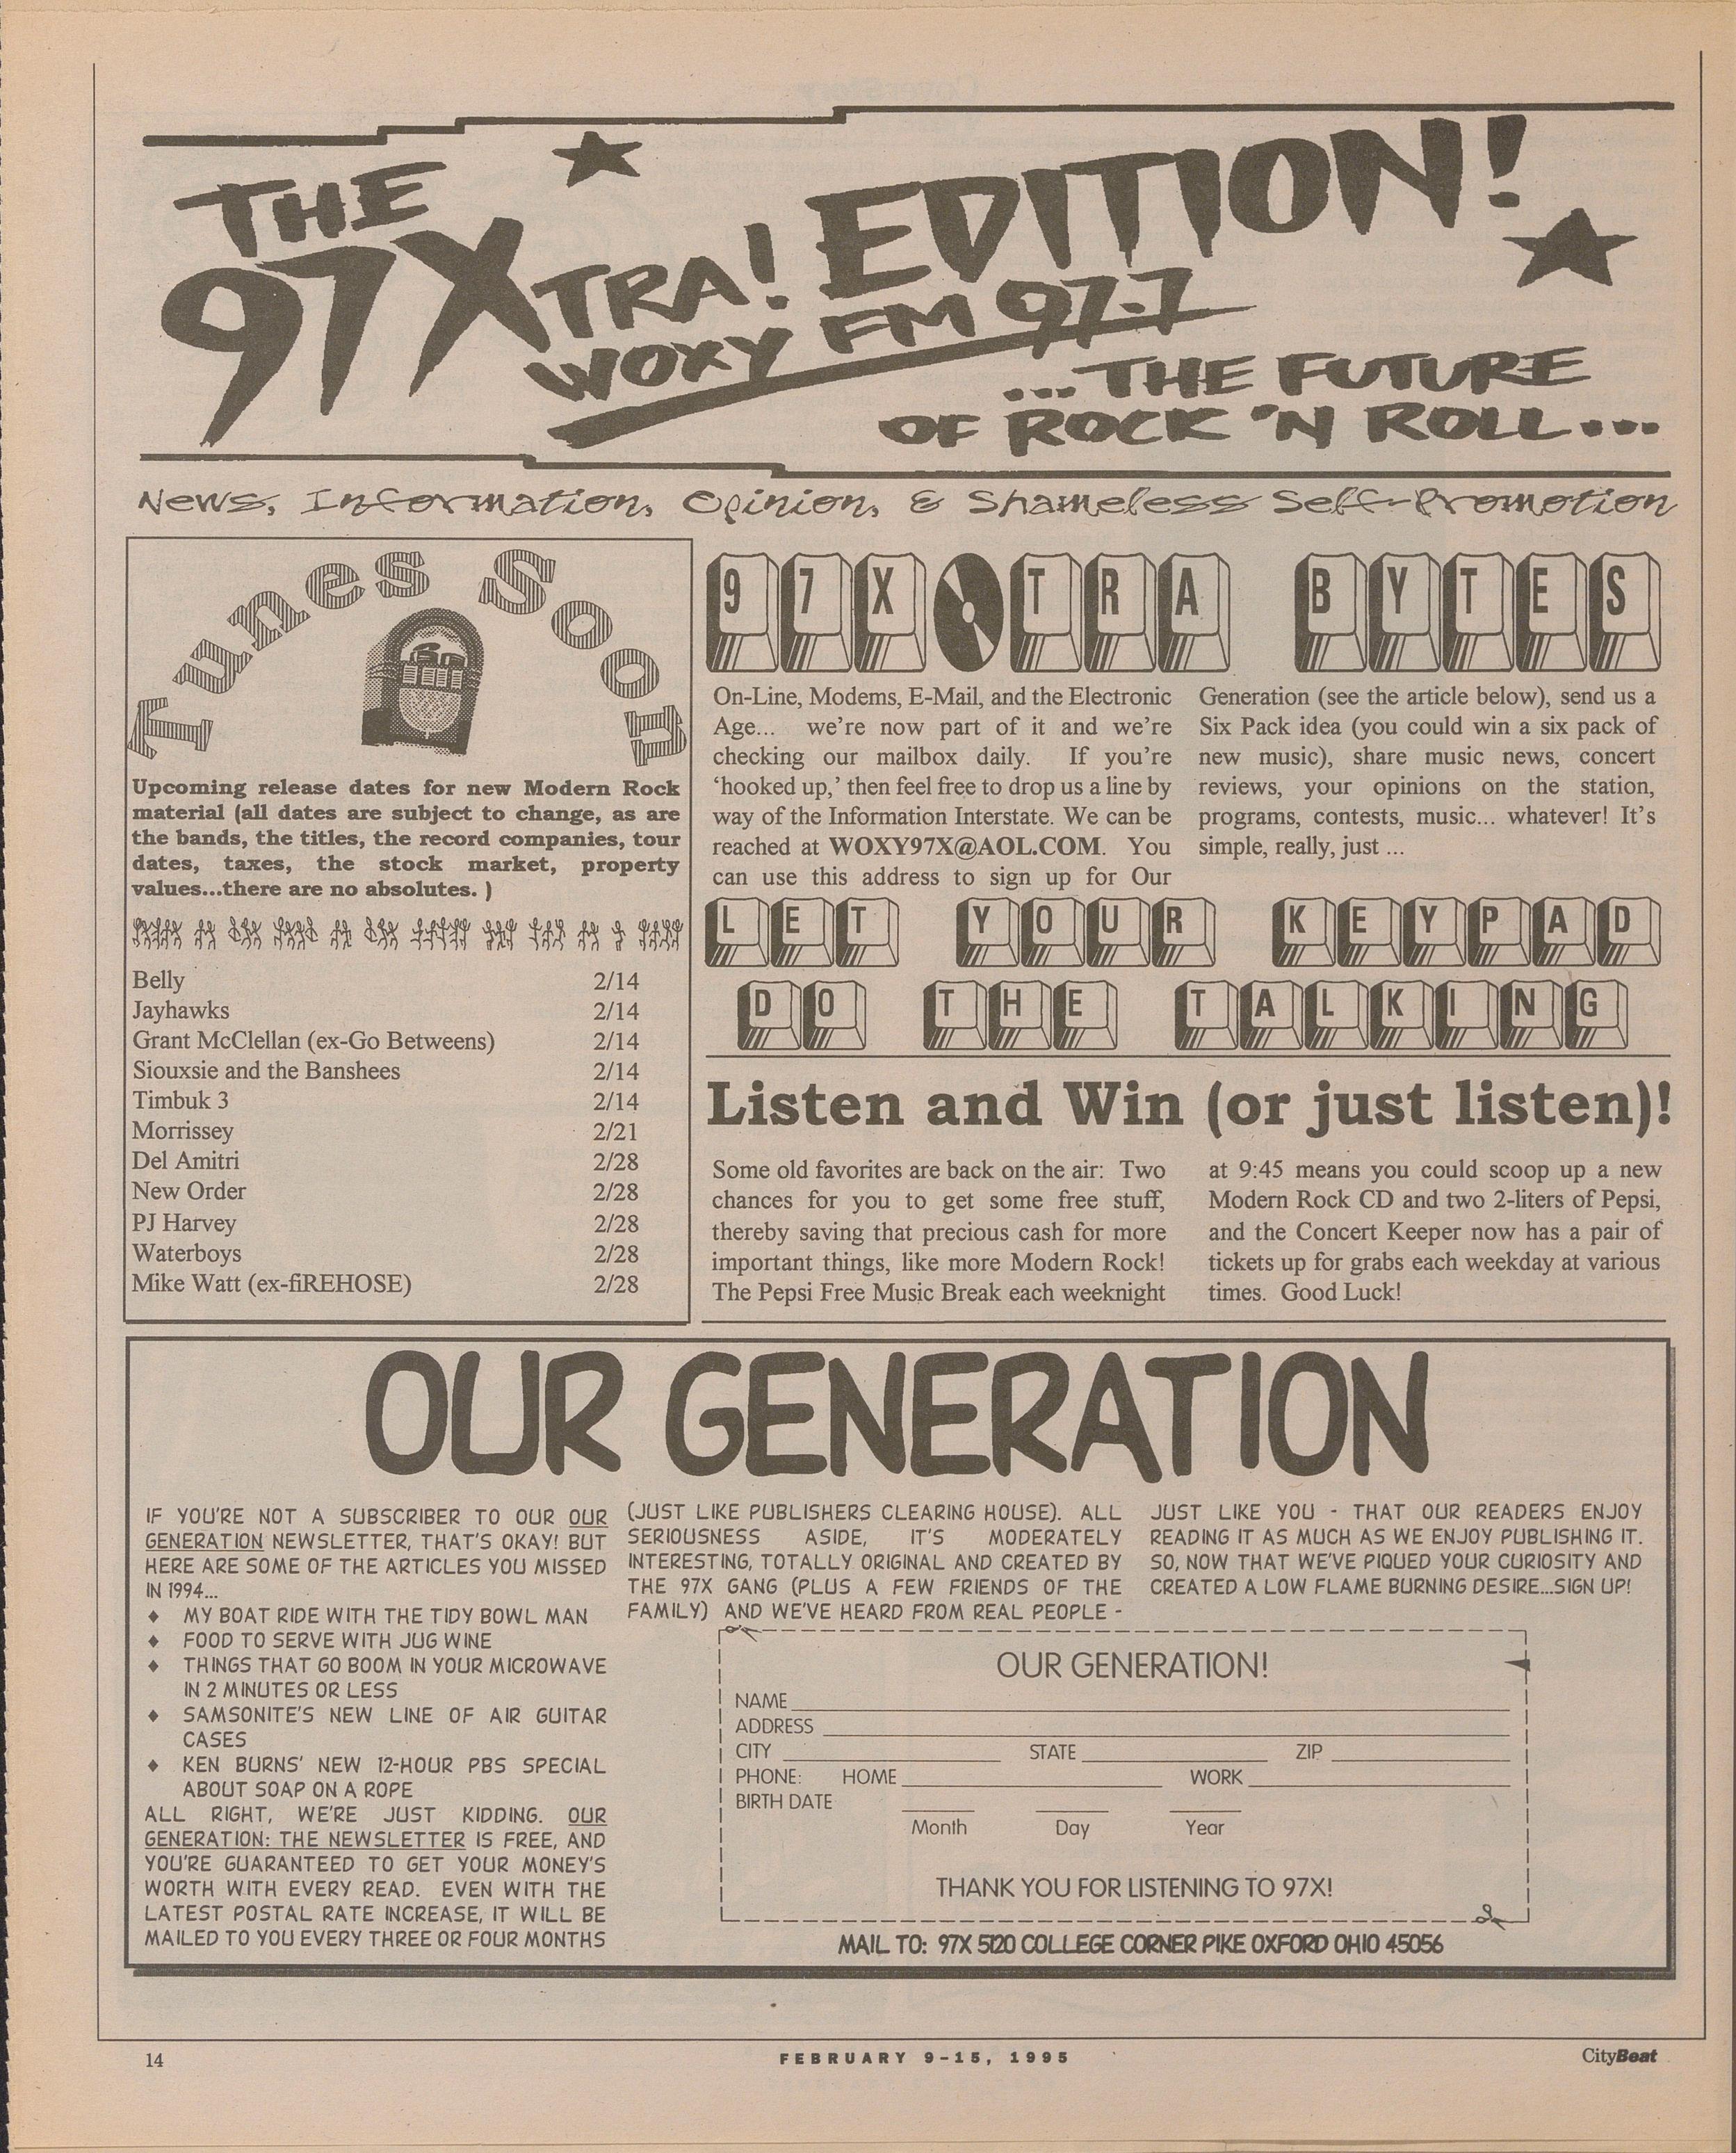 THE
97XTRA! EDITION!
WOXY FM 97.7
...THE FUTURE
OF ROCK 'N ROLL...
News, Information, Opinion, & Shameless Self-Promotion
Tunes Soon
Upcoming release dates for new Modern Rock
material (all dates are subject to change, as are
the bands, the titles, the record companies, tour
dates, taxes, the stock market, property
values...there are no absolutes. )
Belly 2/14
Jayhawks 2/14
Grant McClellan (ex-Go Betweens) 2/14
Siouxsie and the Banshees 2/14
Timbuk 3 2/14
Morrissey 2/21
Del Amitri 2/28
New Order 2/28
PJ Harvey 2/28
Waterboys 2/28
Mike Watt (ex-fiREHOSE) 2/28
97X TRA BYTES
On-Line, Modems, E-Mail, and the Electronic
Age... we're now part of it and we're
checking our mailbox daily. If you're
'hooked up,' then feel free to drop us a line by
way of the Information Interstate. We can be
reached at WOXY97X@AOL.COM. You
can use this address to sign up for Our
Generation (see the article below), send us a
Six Pack idea (you could win a six pack of
new music), share music news, concert
reviews, your opinions on the station,
programs, contests, music... whatever! It's
simple, really, just ...
LET YOUR KEYPAD
DO THE TALKING
Listen and Win (or just listen)!
Some old favorites are back on the air: Two
chances for you to get some free stuff,
thereby saving that precious cash for more
important things, like more Modern Rock!
The Pepsi Free Music Break each weeknight
at 9:45 means you could scoop up a new
Modern Rock CD and two 2-liters of Pepsi,
and the Concert Keeper now has a pair of
tickets up for grabs each weekday at various
times. Good Luck!
OUR GENERATION
IF YOU'RE NOT A SUBSCRIBER TO OUR OUR
GENERATION NEWSLETTER, THAT'S OKAY! BUT
HERE ARE SOME OF THE ARTICLES YOU MISSED
IN 1994...
♦ MY BOAT RIDE WITH THE TIDY BOWL MAN
♦ FOOD TO SERVE WITH JUG WINE
♦ THINGS THAT GO BOOM IN YOUR MICROWAVE
IN 2 MINUTES OR LESS
♦ SAMSONITE'S NEW LINE OF AIR GUITAR
CASES
♦ KEN BURNS' NEW 12-HOUR PBS SPECIAL
ABOUT SOAP ON A ROPE
ALL RIGHT, WE'RE JUST KIDDING. OUR
GENERATION: THE NEWSLETTER IS FREE, AND
YOU'RE GUARANTEED TO GET YOUR MONEY'S
WORTH WITH EVERY READ. EVEN WITH THE
LATEST POSTAL RATE INCREASE, IT WILL BE
MAILED TO YOU EVERY THREE OR FOUR MONTHS
(JUST LIKE PUBLISHERS CLEARING HOUSE). ALL
SERIOUSNESS ASIDE, IT'S MODERATELY
INTERESTING, TOTALLY ORIGINAL AND CREATED BY
THE 97X GANG (PLUS A FEW FRIENDS OF THE
FAMILY) AND WE'VE HEARD FROM REAL PEOPLE -
JUST LIKE YOU - THAT OUR READERS ENJOY
READING IT AS MUCH AS WE ENJOY PUBLISHING IT.
SO, NOW THAT WE'VE PIQUED YOUR CURIOSITY AND
CREATED A LOW FLAME BURNING DESIRE...SIGN UP!
OUR GENERATION!
NAME
ADDRESS
CITY STATE ZIP
PHONE: HOME WORK
BIRTH DATE
Month Day Year
THANK YOU FOR LISTENING TO 97X!
MAIL TO: 97X 5120 COLLEGE CORNER PIKE OXFORD OHIO 45056
14 FEBRUARY 9-15, 1995 CityBeat